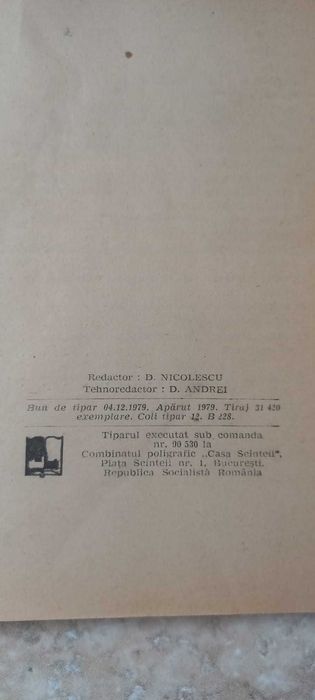 Redactor : D. NICOLESCU
Tehnoredactor : D. ANDREI
Bun de tipar 04.12.1979. Apărut 1979. Tiraj 31 420
exemplare. Coli tipar 12. B 228.
Tiparul executat sub comanda
nr. 90 530 la
Combinatul poligrafic „Casa Scînteii",
Piața Scînteii nr. 1, București.
Republica Socialistă România